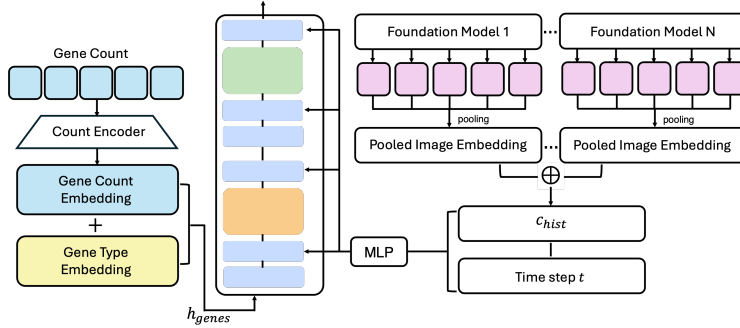 Gene Count
Count Encoder
Gene Count
Embedding
+
Gene Type
Embedding
h_genes
Foundation Model 1
...
Foundation Model N
pooling
pooling
Pooled Image Embedding
...
Pooled Image Embedding
c_hist
MLP
Time step t